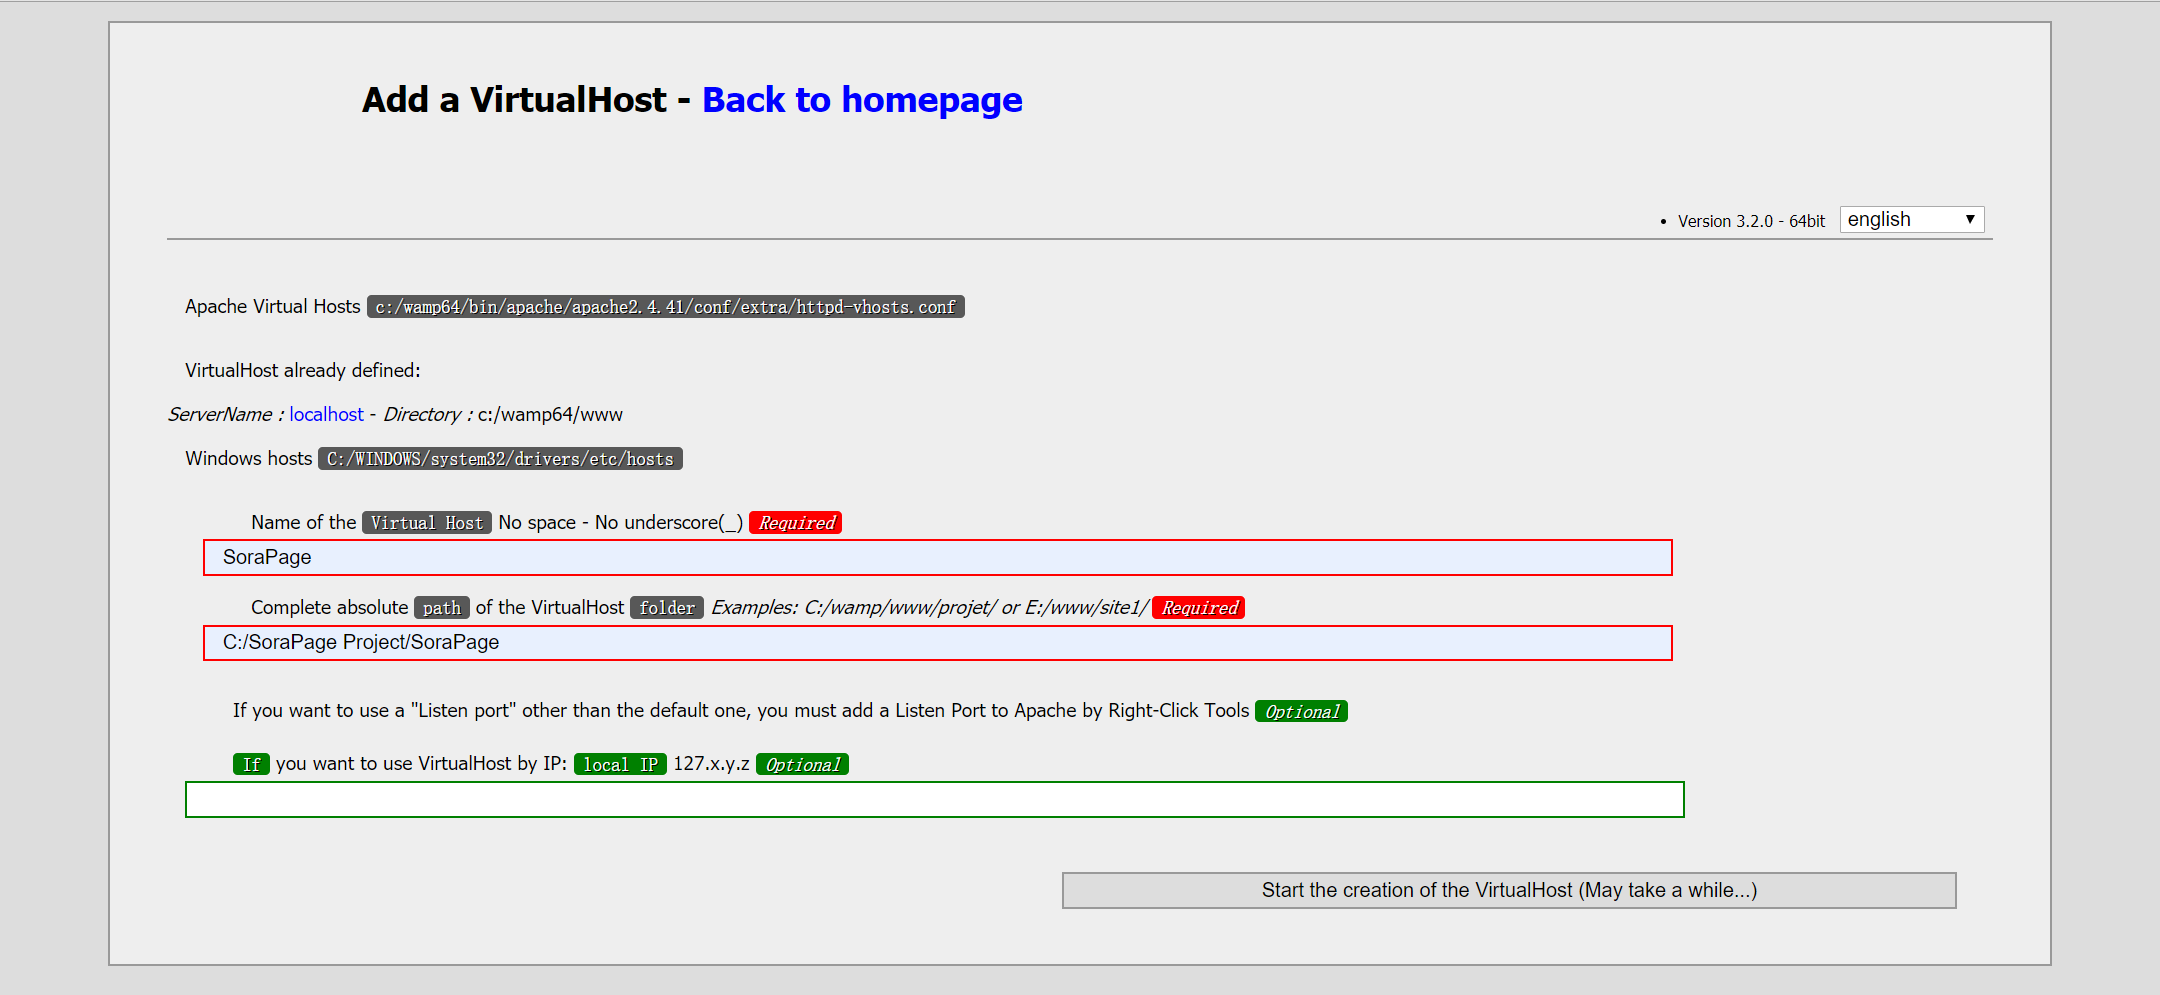 Add a VirtualHost - Back to homepage
Version 3.2.0 - 64bit english
Apache Virtual Hosts c:/wamp64/bin/apache/apache2.4.41/conf/extra/httpd-vhosts.conf
VirtualHost already defined:
ServerName : localhost - Directory : c:/wamp64/www
Windows hosts C:/WINDOWS/system32/drivers/etc/hosts
Name of the Virtual Host No space - No underscore(_) Required
SoraPage
Complete absolute path of the VirtualHost folder Examples: C:/wamp/www/projet/ or E:/www/site1/ Required
C:/SoraPage Project/SoraPage
If you want to use a "Listen port" other than the default one, you must add a Listen Port to Apache by Right-Click Tools Optional
If you want to use VirtualHost by IP: local IP 127.x.y.z Optional
Start the creation of the VirtualHost (May take a while...)